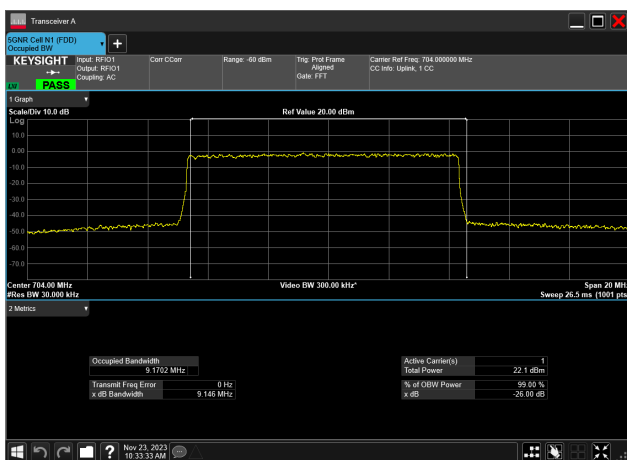 Transceiver A
5GNR Cell N1 (FDD)
Occupied BW
KEYSIGHT
LXI
PASS
Input: RFIO1
Output: RFIO1
Coupling: AC
Corr CCorr
Range: -60 dBm
Trig: Prot Frame
Aligned
Gate: FFT
Carrier Ref Freq: 704.000000 MHz
CC Info: Uplink, 1 CC
1 Graph
Scale/Div 10.0 dB
Ref Value 20.00 dBm
Log
10.0
0.00
-10.0
-20.0
-30.0
-40.0
-50.0
-60.0
-70.0
Center 704.00 MHz
Video BW 300.00 kHz*
Span 20 MHz
#Res BW 30.000 kHz
Sweep 26.5 ms (1001 pts
2 Metrics
Occupied Bandwidth
9.1702 MHz
Transmit Freq Error 0 Hz
x dB Bandwidth 9.146 MHz
Active Carrier(s) 1
Total Power 22.1 dBm
% of OBW Power 99.00 %
x dB -26.00 dB
Nov 23, 2023
10:33:33 AM